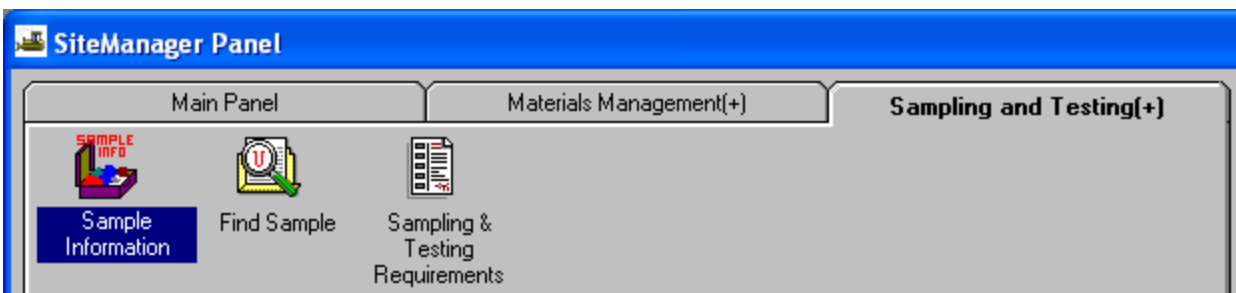 SiteManager Panel
Main Panel
Materials Management(+)
Sampling and Testing(+)
SAMPLE
INFO
Sample
Information
Find Sample
Sampling &
Testing
Requirements